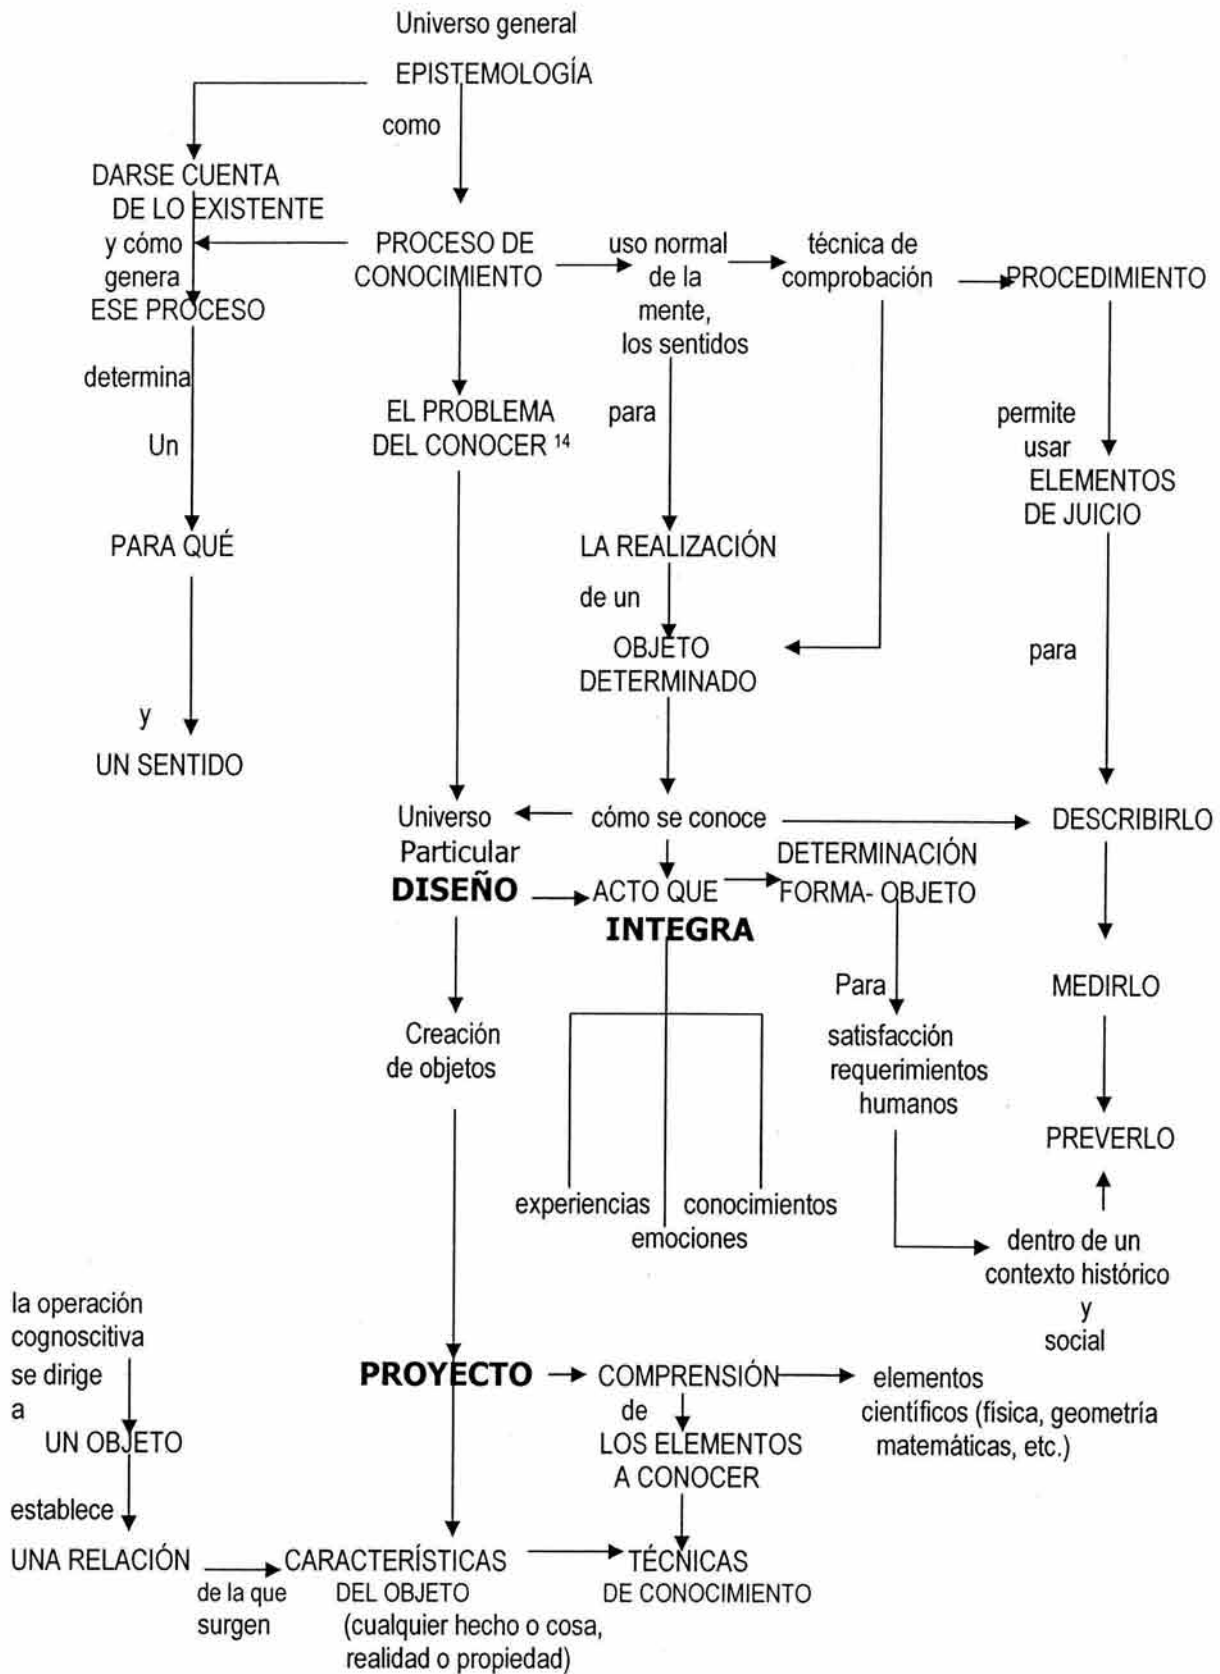 Universo general
EPISTEMOLOGÍA
como
DARSE CUENTA
DE LO EXISTENTE
y cómo
genera
ESE PROCESO
determina
Un
PARA QUÉ
y
UN SENTIDO
PROCESO DE
CONOCIMIENTO
uso normal
de la
mente,
los sentidos
técnica de
comprobación
PROCEDIMIENTO
EL PROBLEMA
DEL CONOCER 14
para
LA REALIZACIÓN
de un
OBJETO
DETERMINADO
permite
usar
ELEMENTOS
DE JUICIO
para
Universo
Particular
DISEÑO
cómo se conoce
DESCRIBIRLO
ACTO QUE
INTEGRA
DETERMINACIÓN
FORMA- OBJETO
Para
MEDIRLO
Creación
de objetos
satisfacción
requerimientos
humanos
PREVERLO
experiencias
conocimientos
emociones
dentro de un
contexto histórico
y
social
la operación
cognoscitiva
se dirige
a
UN OBJETO
establece
UNA RELACIÓN
de la que
surgen
PROYECTO
COMPRENSIÓN
de
LOS ELEMENTOS
A CONOCER
elementos
científicos (física, geometría
matemáticas, etc.)
CARACTERÍSTICAS
DEL OBJETO
(cualquier hecho o cosa,
realidad o propiedad)
TÉCNICAS
DE CONOCIMIENTO